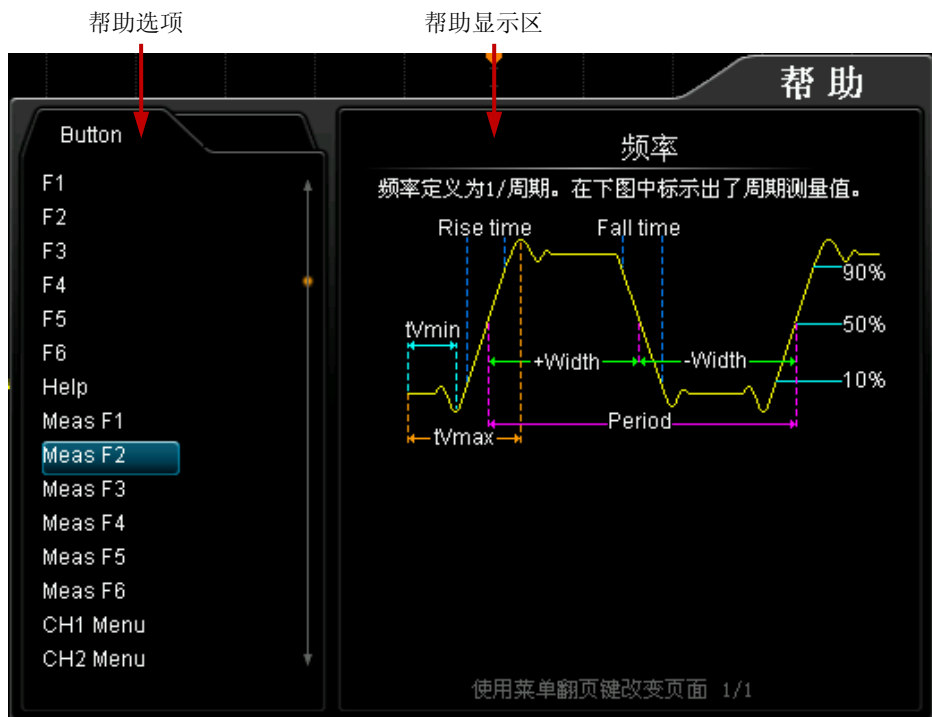 帮助选项
帮助显示区
帮助
Button
F1
F2
F3
F4
F5
F6
Help
Meas F1
Meas F2
Meas F3
Meas F4
Meas F5
Meas F6
CH1 Menu
CH2 Menu
频率
频率定义为1/周期。在下图中标示出了周期测量值。
Rise time
Fall time
90%
tVmin
50%
+Width
-Width
10%
Period
tVmax
使用菜单翻页键改变页面 1/1